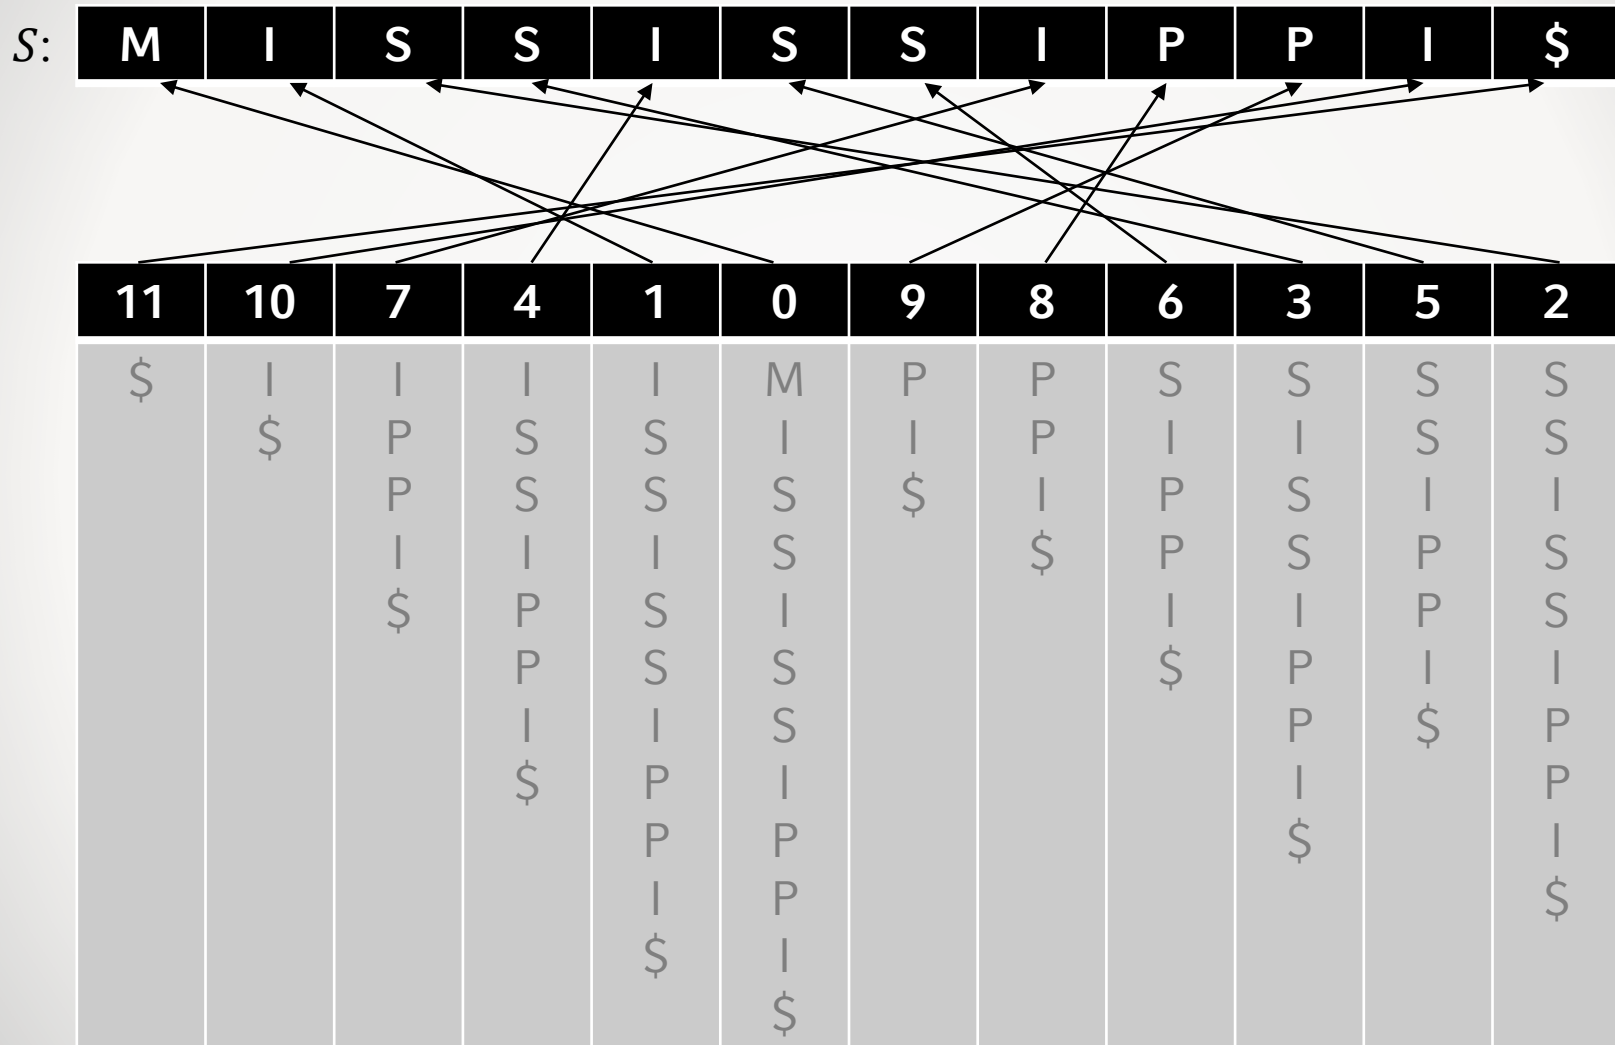 S: M I S S I S S I P P I $
11 10 7 4 1 0 9 8 6 3 5 2
$ I I I I M P P S S S S
$ P S S I I P I I S S
P S S S $ I P S I I
I I I S $ P S P S
$ P S I I I P S
P S S $ P I I
I I S P $ P
$ P I I P
P P $ I
I P $
$ I
$